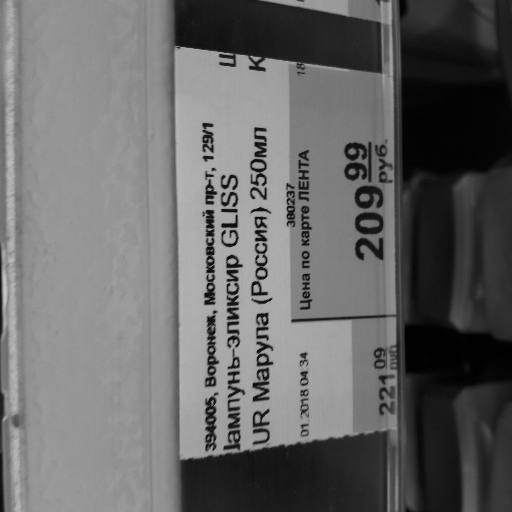 394005, Воронеж, Московский пр-т, 129/1
Шампунь-эликсир GLISS
KUR Марула (Россия) 250мл
380237
Цена по карте ЛЕНТА
209 99
руб.
01.2018 04:34
221 09
руб.